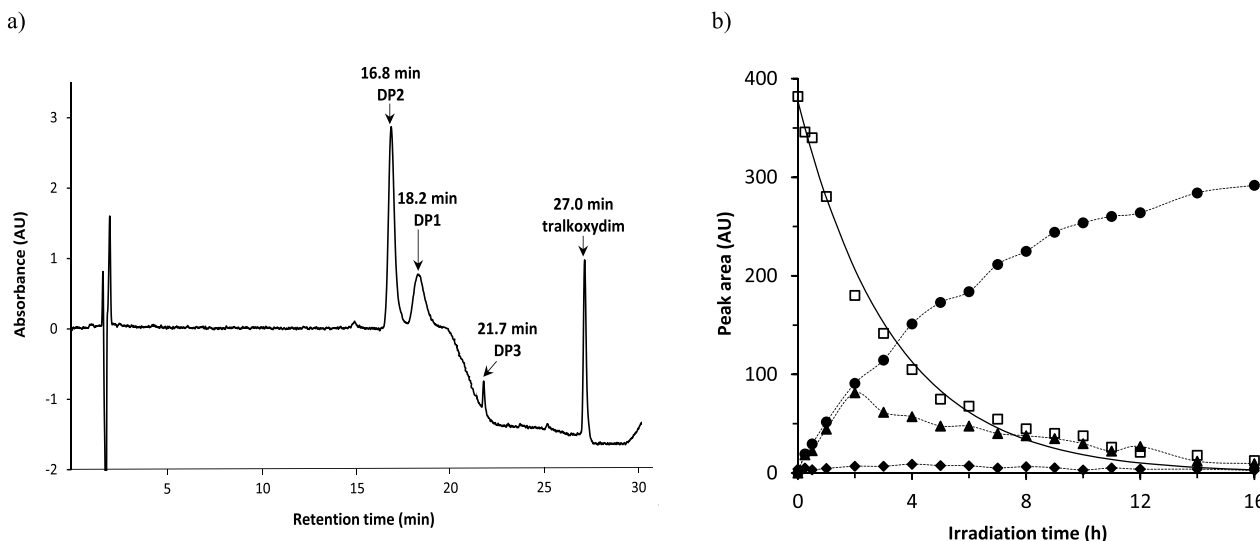 a)
16.8 min
DP2
18.2 min
DP1
21.7 min
DP3
27.0 min
tralkoxydim
3
2
1
0
-1
-2
5
10
15
20
25
30
Absorbance (AU)
Retention time (min)
b)
400
300
200
100
0
0
4
8
12
16
Peak area (AU)
Irradiation time (h)